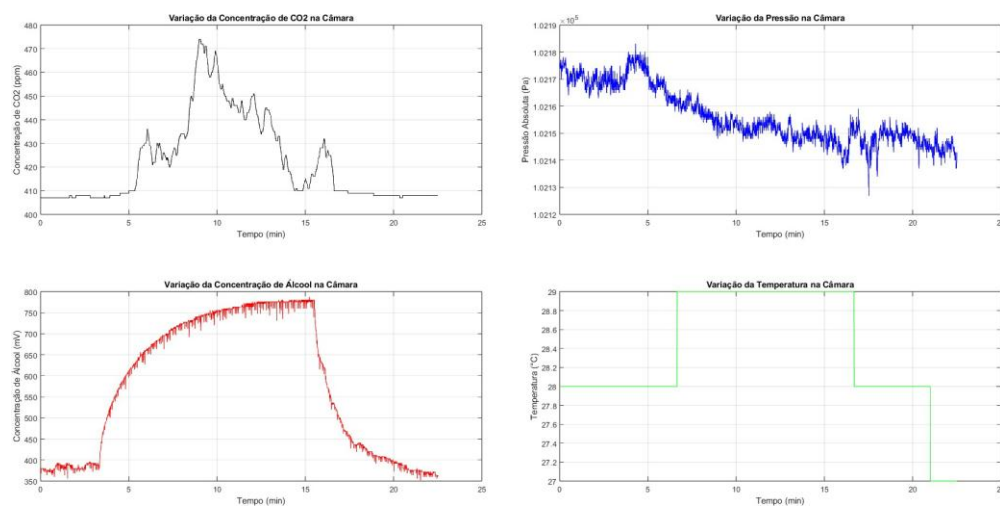 Variação da Concentração de CO2 na Câmara
480
470
460
450
440
430
420
410
400
Concentração de CO2 (ppm)
0 5 10 15 20 25
Tempo (min)
Variação da Pressão na Câmara
× 10⁵
1.0219
1.0218
1.0217
1.0216
1.0215
1.0214
1.0213
1.0212
Pressão Absoluta (Pa)
0 5 10 15 20 25
Tempo (min)
Variação da Concentração de Álcool na Câmara
800
750
700
650
600
550
500
450
400
350
Concentração de Álcool (mV)
0 5 10 15 20 25
Tempo (min)
Variação da Temperatura na Câmara
29
28.8
28.6
28.4
28.2
28
27.8
27.6
27.4
27.2
27
Temperatura (°C)
0 5 10 15 20 25
Tempo (min)